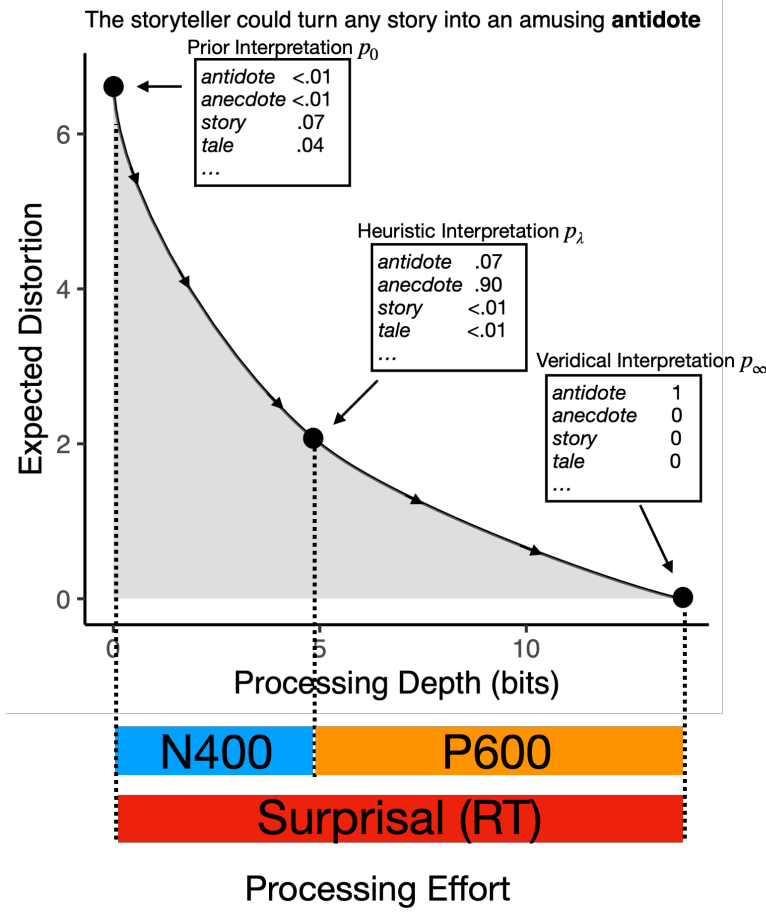 The storyteller could turn any story into an amusing antidote
Prior Interpretation p₀
antidote <.01
anecdote <.01
story .07
tale .04
...
Heuristic Interpretation pλ
antidote .07
anecdote .90
story <.01
tale <.01
...
Veridical Interpretation p∞
antidote 1
anecdote 0
story 0
tale 0
...
Expected Distortion
6
4
2
0
0 5 10
Processing Depth (bits)
N400 P600
Surprisal (RT)
Processing Effort